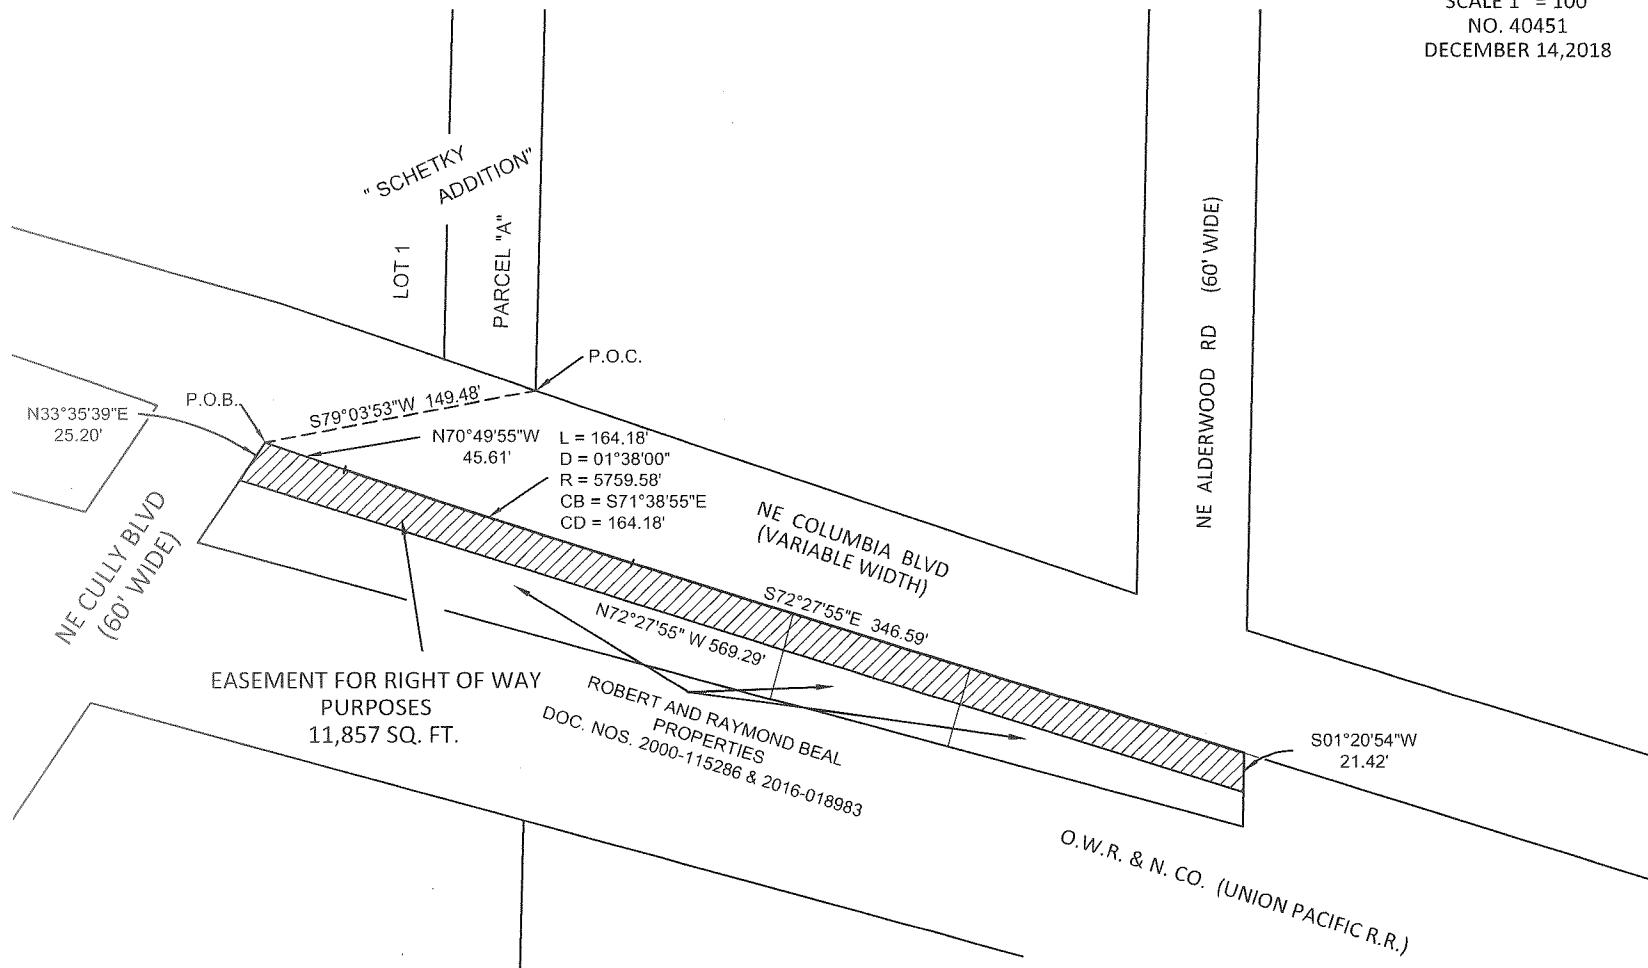 SCALE 1" = 100'
NO. 40451
DECEMBER 14,2018
" SCHETKY
ADDITION"
LOT 1
PARCEL "A"
NE ALDERWOOD RD (60' WIDE)
P.O.C.
P.O.B.
S79°03'53"W 149.48'
N33°35'39"E
25.20'
N70°49'55"W
45.61'
L = 164.18'
D = 01°38'00"
R = 5759.58'
CB = S71°38'55"E
CD = 164.18'
NE COLUMBIA BLVD
(VARIABLE WIDTH)
NE CULLY BLVD
(60' WIDE)
S72°27'55"E 346.59'
N72°27'55" W 569.29'
EASEMENT FOR RIGHT OF WAY
PURPOSES
11,857 SQ. FT.
ROBERT AND RAYMOND BEAL
PROPERTIES
DOC. NOS. 2000-115286 & 2016-018983
S01°20'54"W
21.42'
O.W.R. & N. CO. (UNION PACIFIC R.R.)